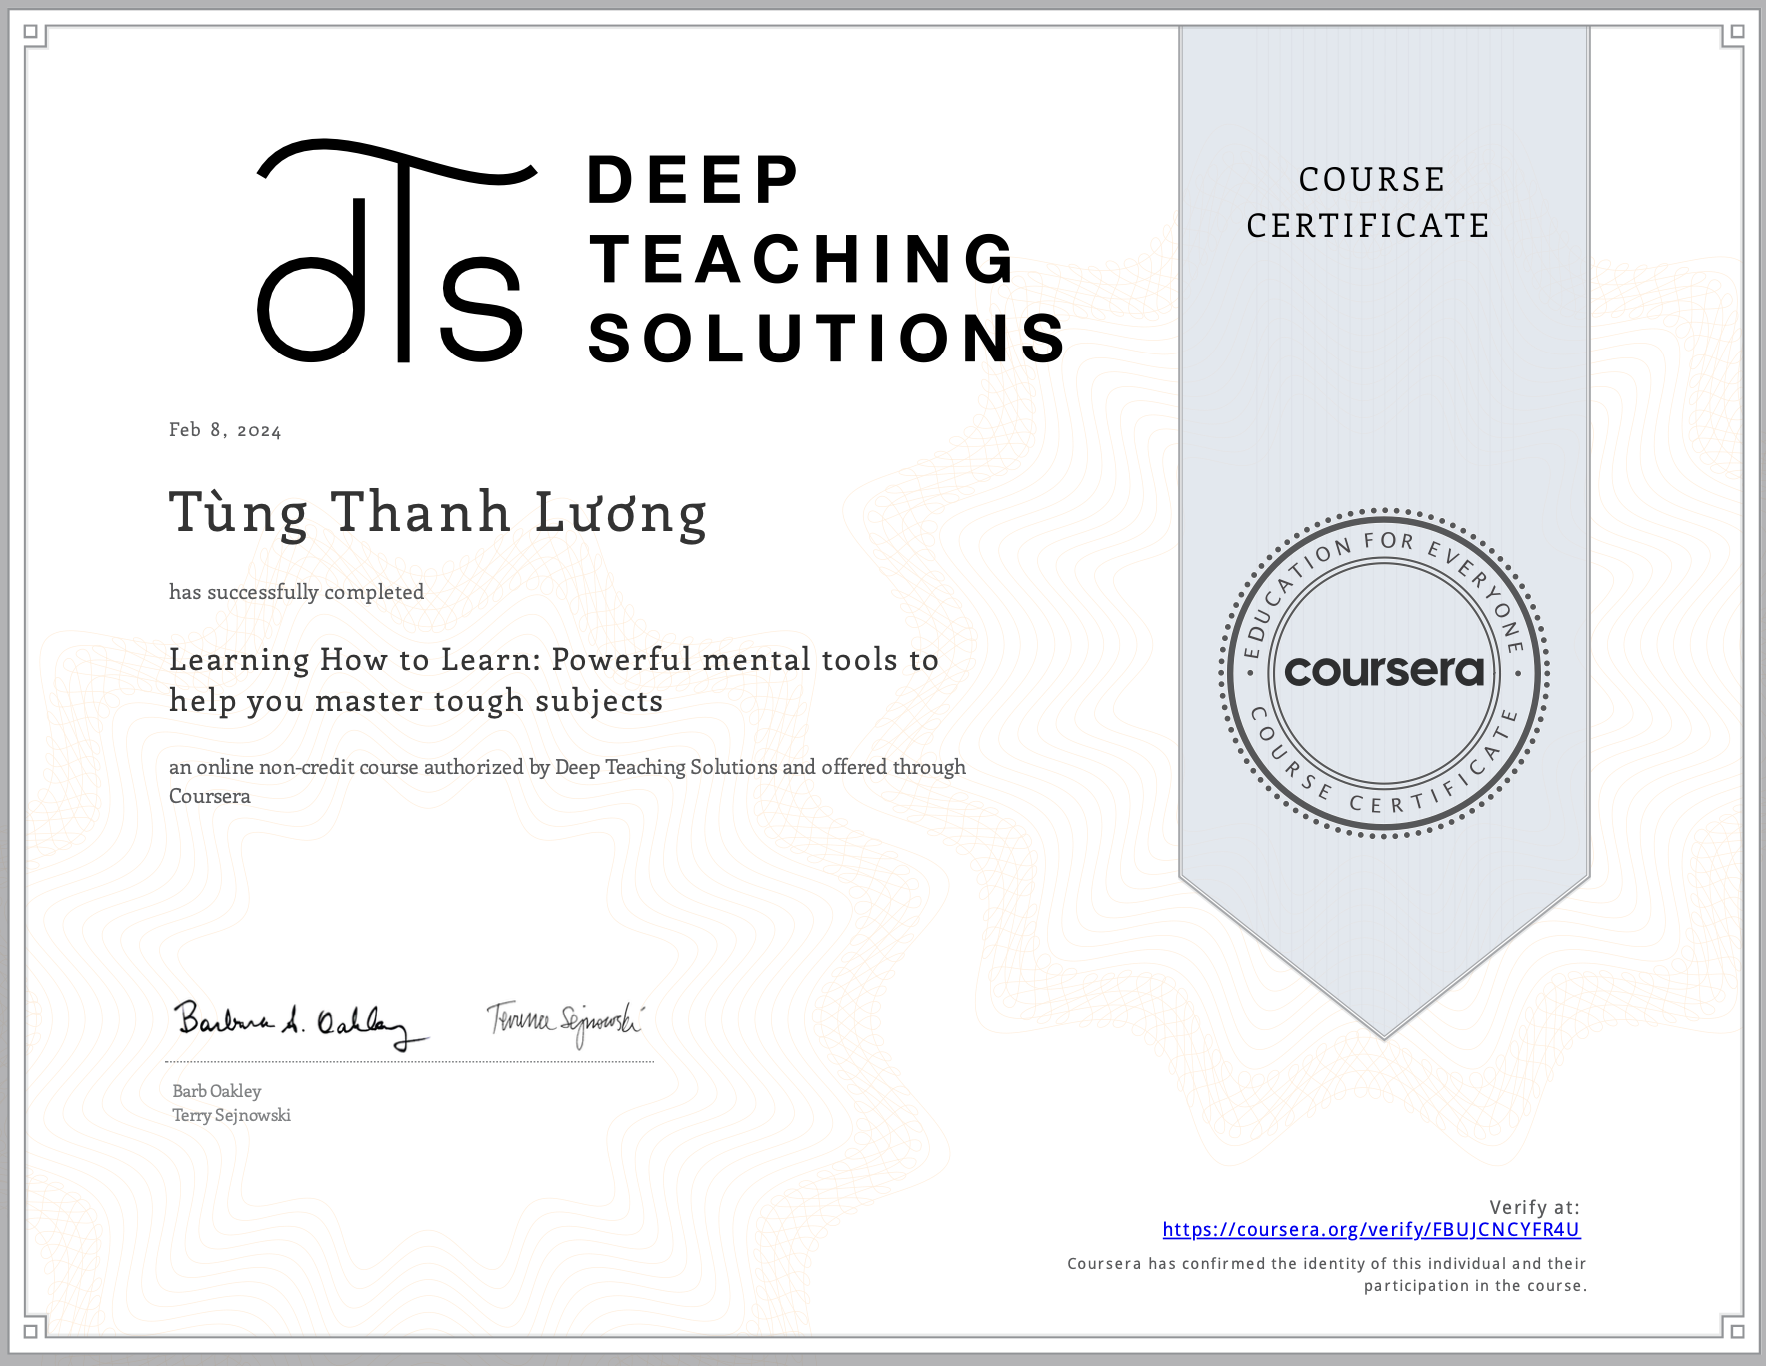 dTs
DEEP
TEACHING
SOLUTIONS
COURSE
CERTIFICATE
Feb 8, 2024
Tùng Thanh Lương
has successfully completed
Learning How to Learn: Powerful mental tools to
help you master tough subjects
an online non-credit course authorized by Deep Teaching Solutions and offered through
Coursera
EDUCATION FOR EVERYONE
coursera
COURSE CERTIFICATE
Barbara A. Oakley
Terrence Sejnowski
Barb Oakley
Terry Sejnowski
Verify at:
https://coursera.org/verify/FBUJCNCYFR4U
Coursera has confirmed the identity of this individual and their
participation in the course.